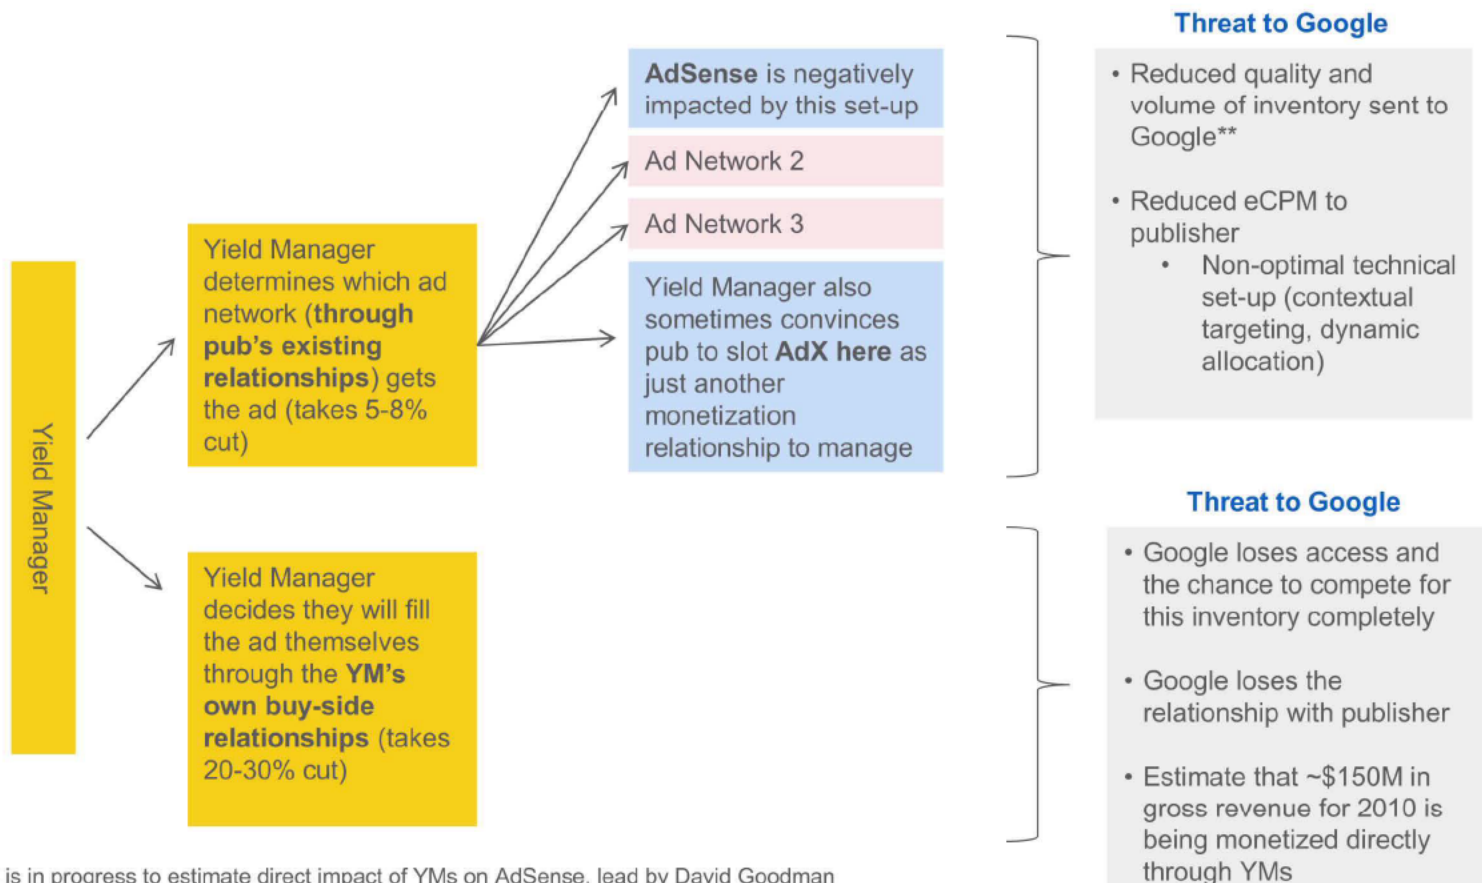 Threat to Google
AdSense is negatively
impacted by this set-up
Ad Network 2
Ad Network 3
Yield Manager also
sometimes convinces
pub to slot AdX here as
just another
monetization
relationship to manage
Yield Manager
determines which ad
network (through
pub's existing
relationships) gets
the ad (takes 5-8%
cut)
Yield Manager
Yield Manager
decides they will fill
the ad themselves
through the YM's
own buy-side
relationships (takes
20-30% cut)
• Reduced quality and
volume of inventory sent to
Google**
• Reduced eCPM to
publisher
• Non-optimal technical
set-up (contextual
targeting, dynamic
allocation)
Threat to Google
• Google loses access and
the chance to compete for
this inventory completely
• Google loses the
relationship with publisher
• Estimate that ~$150M in
gross revenue for 2010 is
being monetized directly
through YMs
is in progress to estimate direct impact of YMs on AdSense, lead by David Goodman